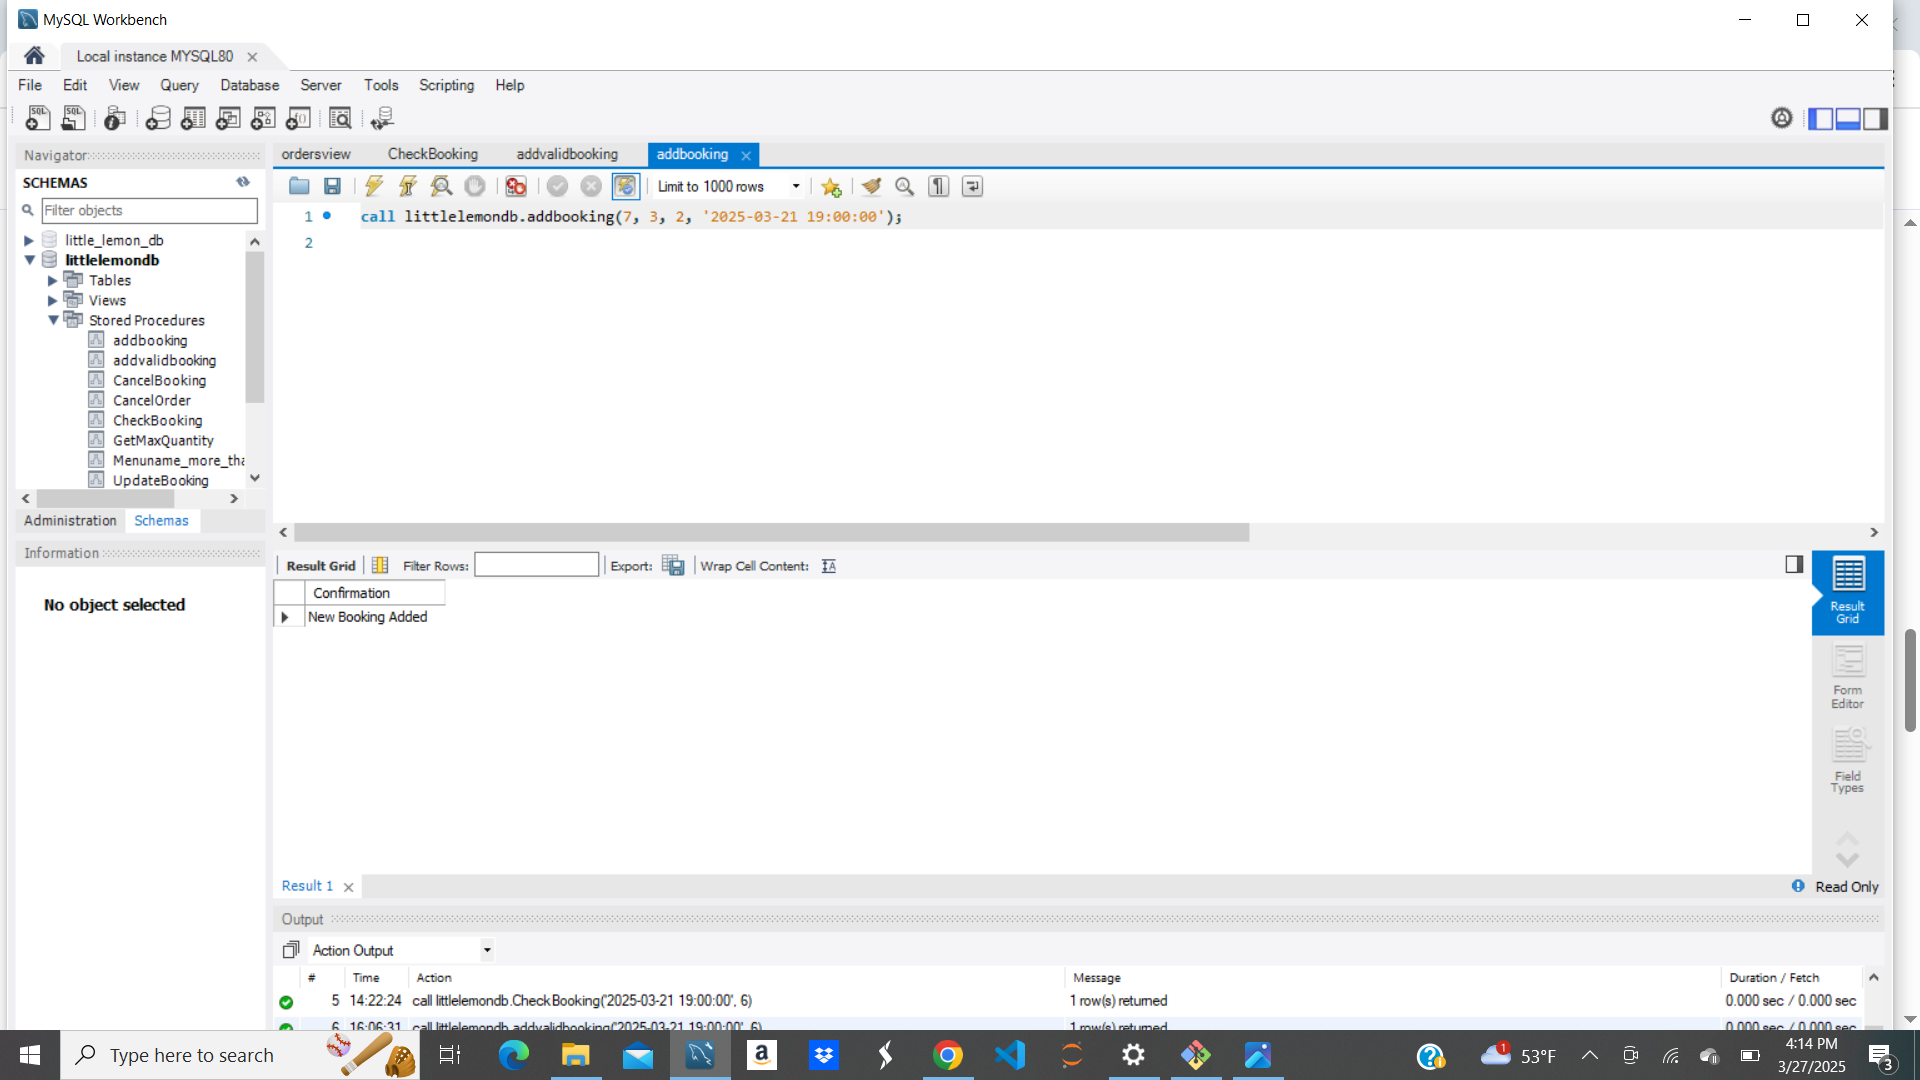 MySQL Workbench
Local instance MYSQL80
File Edit View Query Database Server Tools Scripting Help
Navigator
SCHEMAS
Filter objects
little_lemon_db
littlelemondb
Tables
Views
Stored Procedures
addbooking
addvalidbooking
CancelBooking
CancelOrder
CheckBooking
GetMaxQuantity
Menuname_more_tha
UpdateBooking
Administration Schemas
Information
No object selected
ordersview CheckBooking addvalidbooking addbooking
Limit to 1000 rows
1 call littlelemondb.addbooking(7, 3, 2, '2025-03-21 19:00:00');
2
Result Grid Filter Rows: Export: Wrap Cell Content:
Confirmation
New Booking Added
Result Grid
Form Editor
Field Types
Result 1
Read Only
Output
Action Output
# Time Action Message Duration / Fetch
5 14:22:24 call littlelemondb.CheckBooking('2025-03-21 19:00:00', 6) 1 row(s) returned 0.000 sec / 0.000 sec
6 16:06:31 call littlelemondb.addvalidbooking('2025-03-21 19:00:00', 6) 1 row(s) returned 0.000 sec / 0.000 sec
Type here to search
1 53°F
4:14 PM
3/27/2025
3